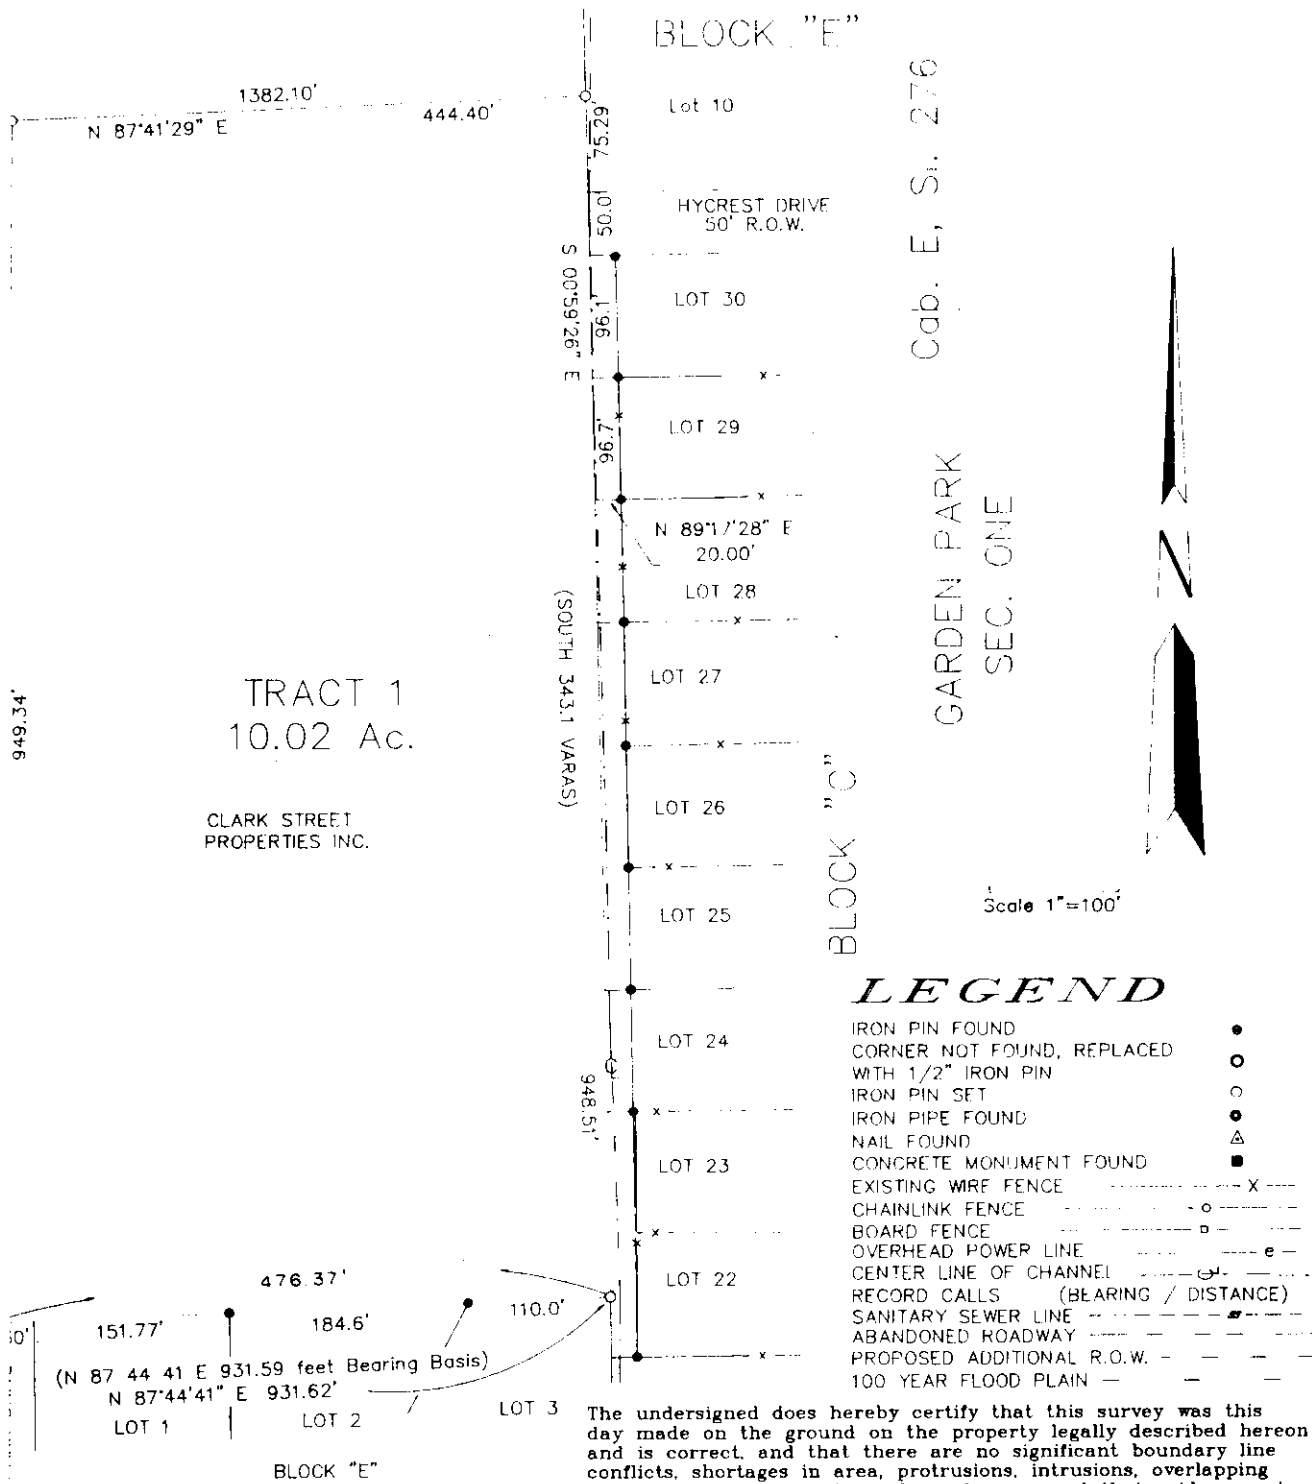 BLOCK "E"
1382.10'
N 87°41'29" E
444.40'
75.29'
Lot 10
50.0'
HYCREST DRIVE
50' R.O.W.
Cab. E, Sl. 276
S 00°59'26" E
96.1'
LOT 30
96.7'
LOT 29
N 89°17'28" E
20.00'
LOT 28
(SOUTH 343.1 VARAS)
LOT 27
GARDEN PARK
SEC. ONE
949.34'
TRACT 1
10.02 Ac.
CLARK STREET
PROPERTIES INC.
LOT 26
BLOCK "C"
LOT 25
N
Scale 1"=100'
LOT 24
948.51'
LOT 23
LOT 22
LEGEND
IRON PIN FOUND
CORNER NOT FOUND, REPLACED
WITH 1/2" IRON PIN
IRON PIN SET
IRON PIPE FOUND
NAIL FOUND
CONCRETE MONUMENT FOUND
EXISTING WIRE FENCE X
CHAINLINK FENCE
BOARD FENCE
OVERHEAD POWER LINE e
CENTER LINE OF CHANNEL
RECORD CALLS (BEARING / DISTANCE)
SANITARY SEWER LINE
ABANDONED ROADWAY
PROPOSED ADDITIONAL R.O.W.
100 YEAR FLOOD PLAIN
476.37'
151.77'
184.6'
110.0'
(N 87 44 41 E 931.59 feet Bearing Basis)
N 87°44'41" E 931.62'
LOT 1
LOT 2
LOT 3
BLOCK "E"
The undersigned does hereby certify that this survey was this
day made on the ground on the property legally described hereon
and is correct, and that there are no significant boundary line
conflicts, shortages in area, protrusions, intrusions, overlapping